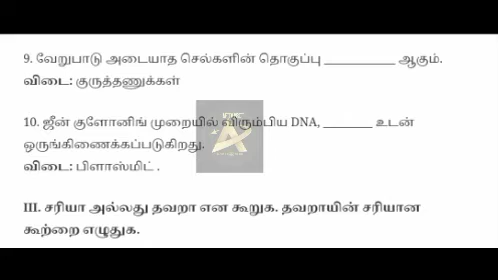 9. வேறுபாடு அடையாத செல்களின் தொகுப்பு ____________ ஆகும்.
விடை: குருத்தணுக்கள்
10. ஜீன் குளோனிங் முறையில் விரும்பிய DNA, ________ உடன்
ஒருங்கிணைக்கப்படுகிறது.
விடை: பிளாஸ்மிட் .
III. சரியா அல்லது தவறா என கூறுக. தவறாயின் சரியான
கூற்றை எழுதுக.